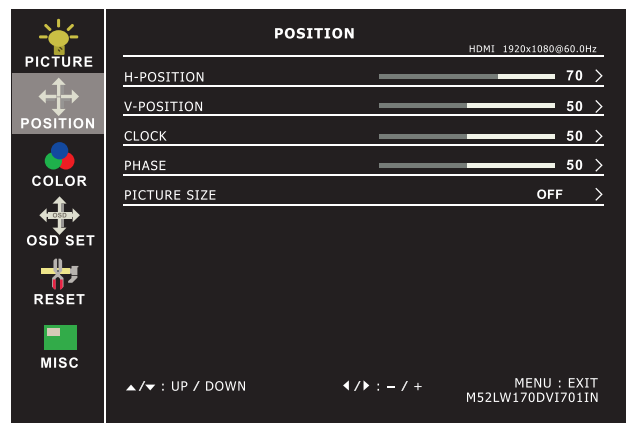 PICTURE
POSITION
COLOR
OSD
OSD SET
RESET
MISC
POSITION
HDMI 1920x1080@60.0Hz
H-POSITION 70 >
V-POSITION 50 >
CLOCK 50 >
PHASE 50 >
PICTURE SIZE OFF >
▲/▼ : UP / DOWN ◀/▶ : – / + MENU : EXIT
M52LW170DVI701IN